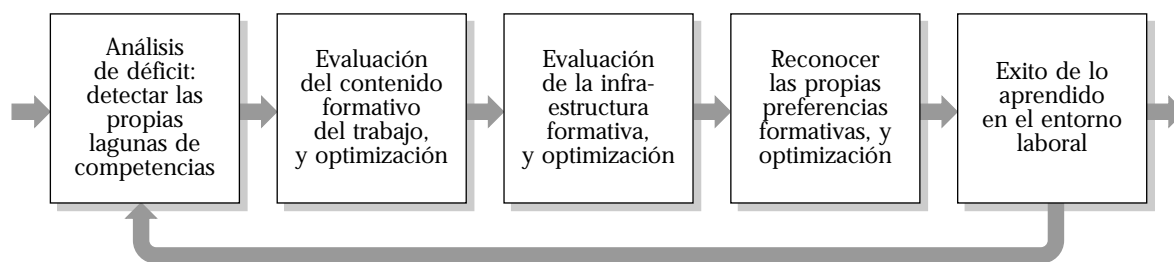 Análisis
de déficit:
detectar las
propias
lagunas de
competencias
Evaluación
del contenido
formativo
del trabajo,
y optimización
Evaluación
de la infra-
estructura
formativa,
y optimización
Reconocer
las propias
preferencias
formativas, y
optimización
Exito de lo
aprendido
en el entorno
laboral